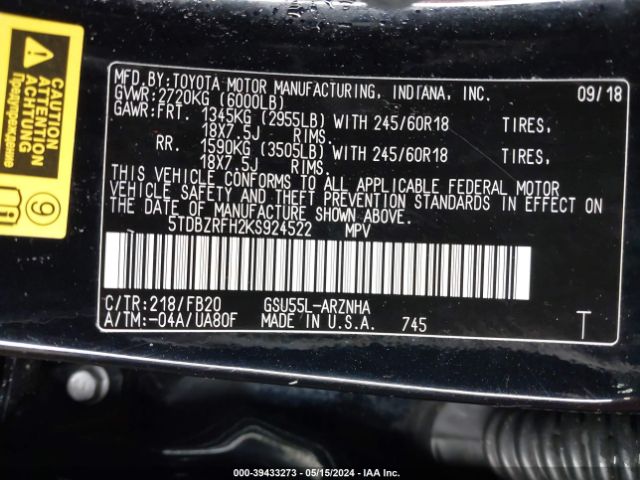 CAUTION
ATTENTION
ACHTUNG
Предупреждение
9
MFD.BY:TOYOTA MOTOR MANUFACTURING, INDIANA, INC. 09/18
GVWR:2720KG (6000LB)
GAWR:FRT. 1345KG (2955LB) WITH 245/60R18 TIRES,
18X7.5J RIMS.
RR. 1590KG (3505LB) WITH 245/60R18 TIRES,
18X7.5J RIMS.
THIS VEHICLE CONFORMS TO ALL APPLICABLE FEDERAL MOTOR
VEHICLE SAFETY AND THEFT PREVENTION STANDARDS IN EFFECT ON
THE DATE OF MANUFACTURE SHOWN ABOVE.
5TDBZRFH2KS924522 MPV
C/TR:218/FB20 GSU55L-ARZNHA
A/TM:-04A/UA80F MADE IN U.S.A. 745 T
000-39433273 - 05/15/2024 - IAA Inc.